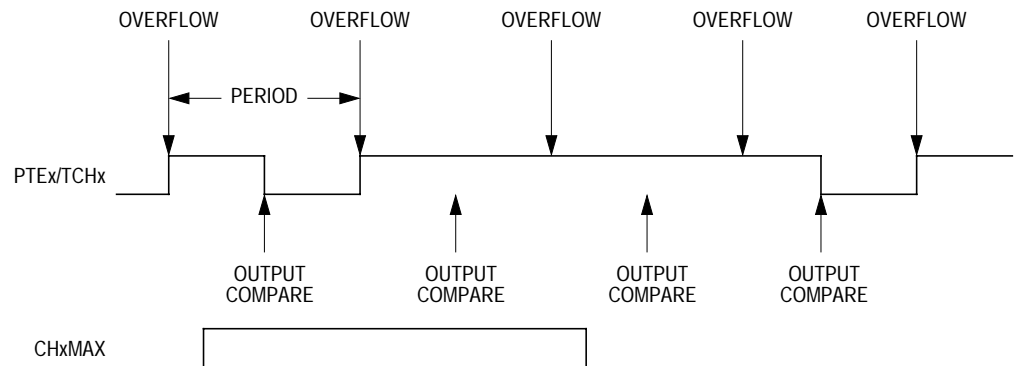 OVERFLOW OVERFLOW OVERFLOW OVERFLOW OVERFLOW
PERIOD
PTEx/TCHx
OUTPUT COMPARE
OUTPUT COMPARE
OUTPUT COMPARE
OUTPUT COMPARE
CHxMAX